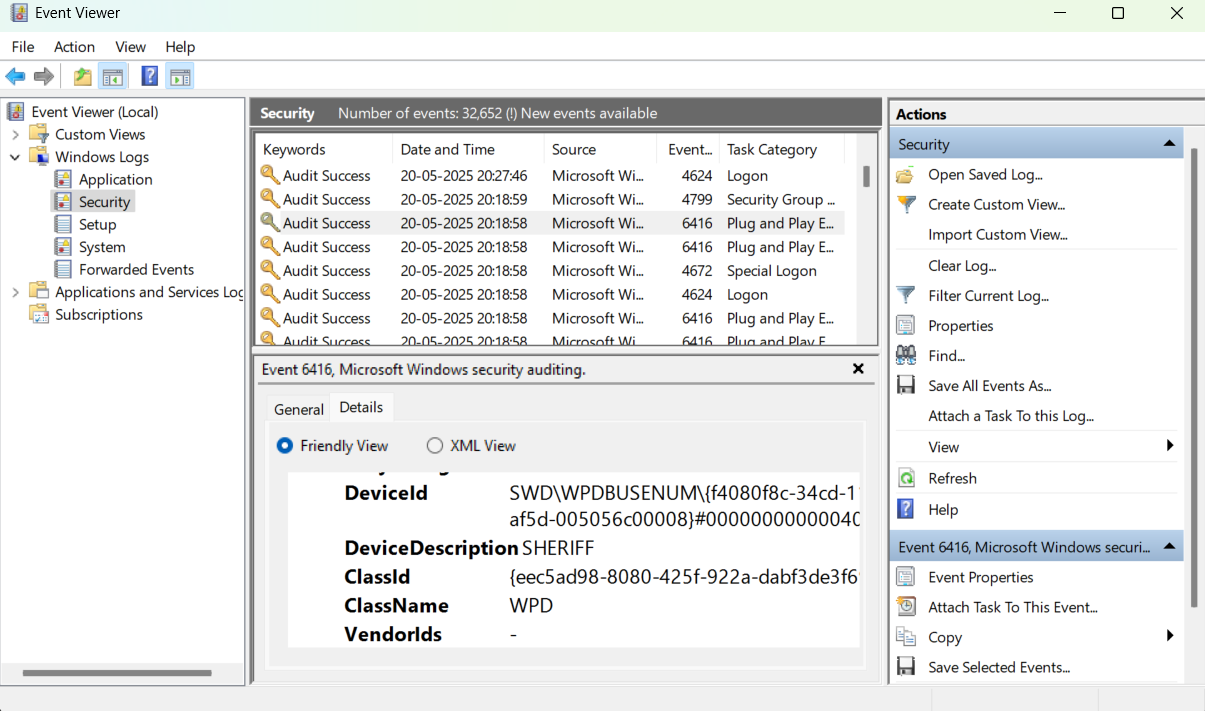 Event Viewer
File Action View Help
Event Viewer (Local)
Custom Views
Windows Logs
Application
Security
Setup
System
Forwarded Events
Applications and Services Log
Subscriptions
Security Number of events: 32,652 (!) New events available
Keywords Date and Time Source Event... Task Category
Audit Success 20-05-2025 20:27:46 Microsoft Wi... 4624 Logon
Audit Success 20-05-2025 20:18:59 Microsoft Wi... 4799 Security Group ...
Audit Success 20-05-2025 20:18:58 Microsoft Wi... 6416 Plug and Play E...
Audit Success 20-05-2025 20:18:58 Microsoft Wi... 6416 Plug and Play E...
Audit Success 20-05-2025 20:18:58 Microsoft Wi... 4672 Special Logon
Audit Success 20-05-2025 20:18:58 Microsoft Wi... 4624 Logon
Audit Success 20-05-2025 20:18:58 Microsoft Wi... 6416 Plug and Play E...
Audit Success 20-05-2025 20:18:58 Microsoft Wi... 6416 Plug and Play E
Event 6416, Microsoft Windows security auditing.
General Details
Friendly View XML View
DeviceId SWD\WPDBUSENUM\{f4080f8c-34cd-1
af5d-005056c00008}#0000000000040
DeviceDescription SHERIFF
ClassId {eec5ad98-8080-425f-922a-dabf3de3f6
ClassName WPD
VendorIds -
Actions
Security
Open Saved Log...
Create Custom View...
Import Custom View...
Clear Log...
Filter Current Log...
Properties
Find...
Save All Events As...
Attach a Task To this Log...
View
Refresh
Help
Event 6416, Microsoft Windows securi...
Event Properties
Attach Task To This Event...
Copy
Save Selected Events...